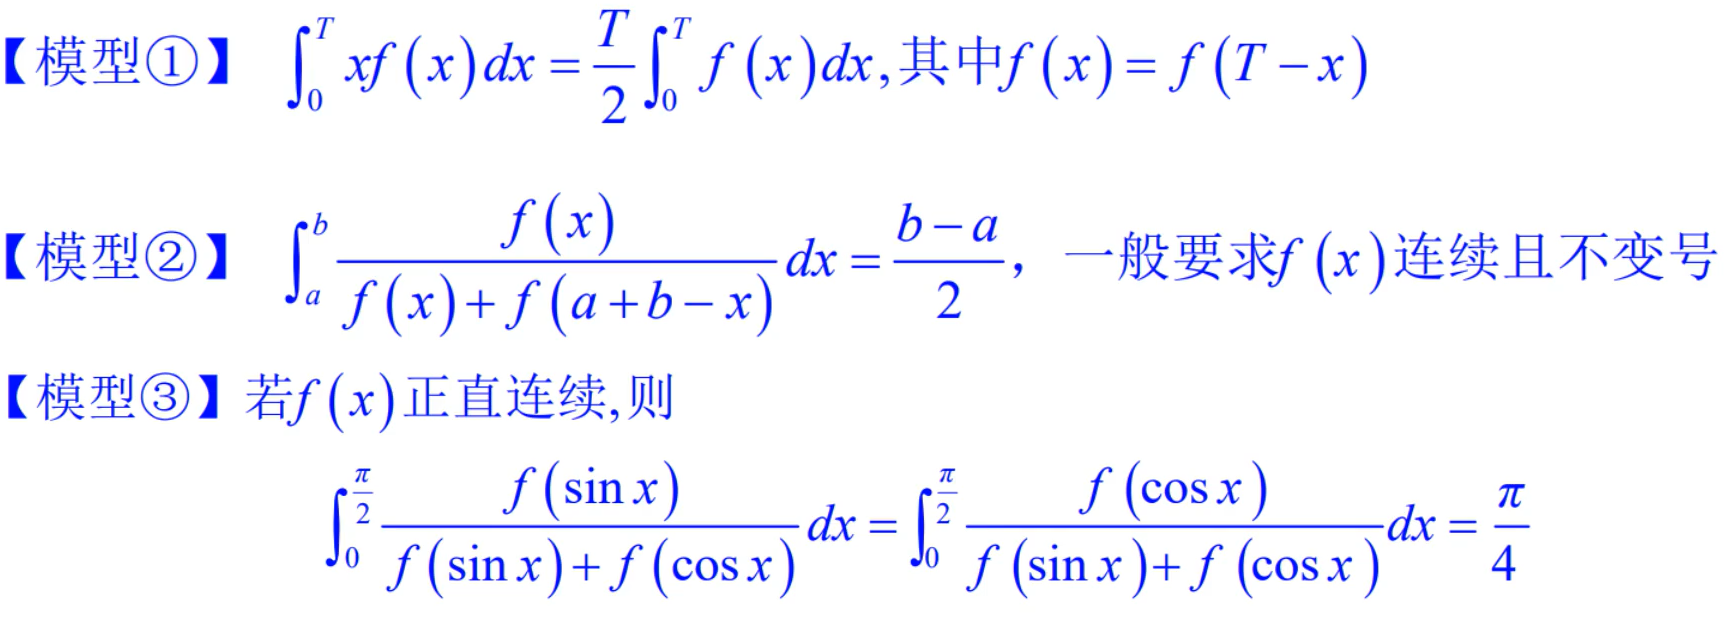 【模型①】 $\int_0^T xf(x)dx=\frac{T}{2}\int_0^T f(x)dx,其中f(x)=f(T-x)$
【模型②】 $\int_a^b \frac{f(x)}{f(x)+f(a+b-x)}dx=\frac{b-a}{2}$，一般要求$f(x)$连续且不变号
【模型③】若$f(x)$正直连续,则
$\int_0^{\frac{\pi}{2}} \frac{f(\sin x)}{f(\sin x)+f(\cos x)}dx=\int_0^{\frac{\pi}{2}} \frac{f(\cos x)}{f(\sin x)+f(\cos x)}dx=\frac{\pi}{4}$